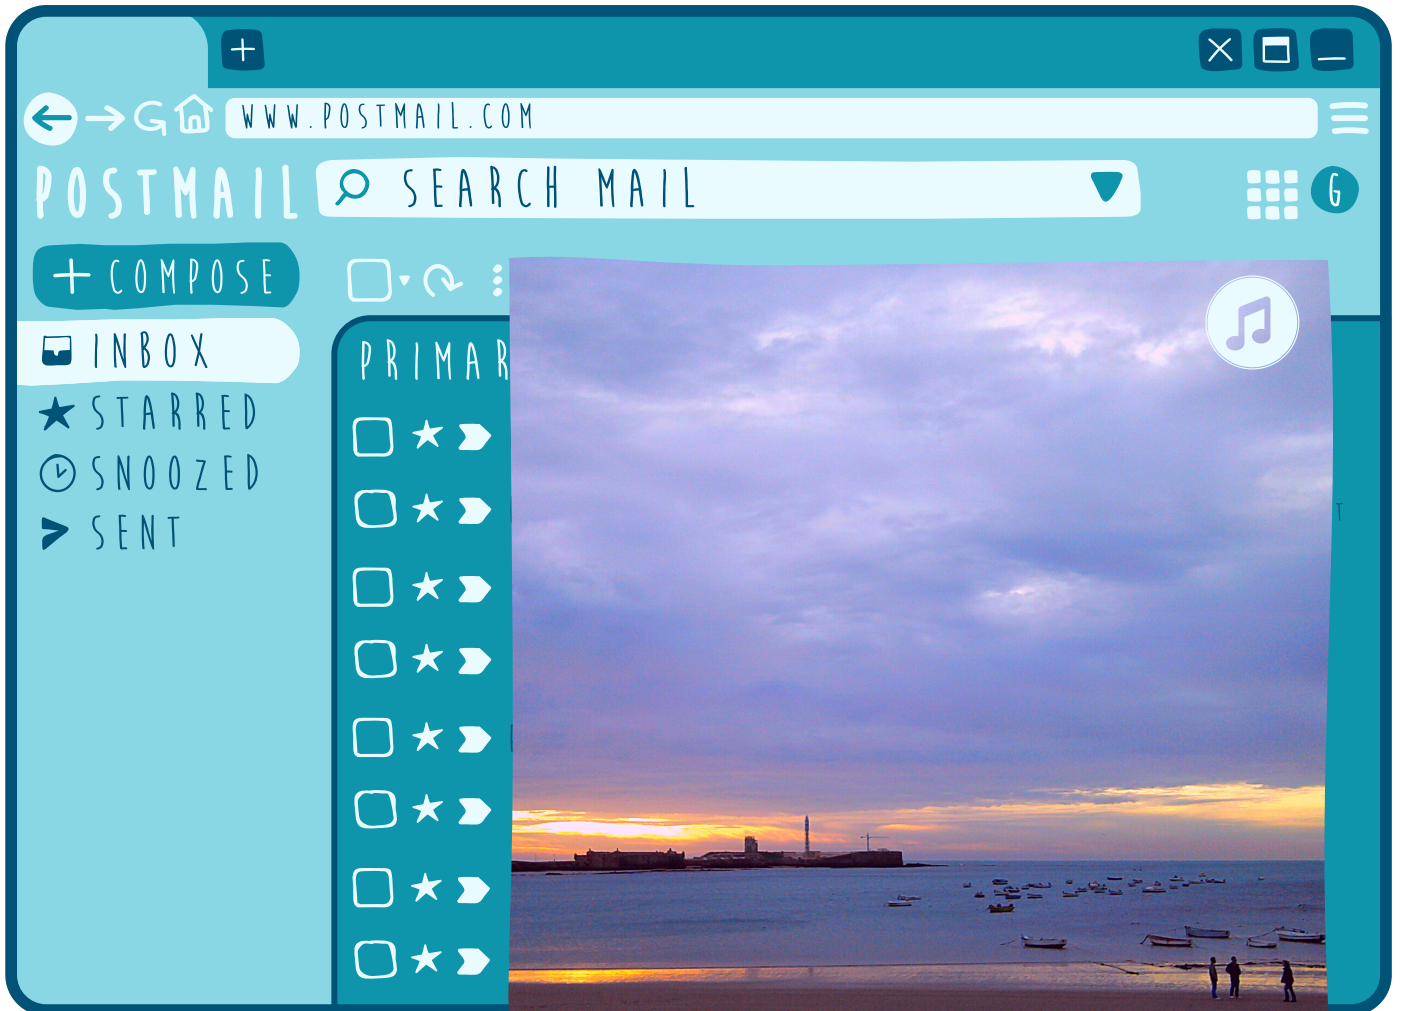 WWW.POSTMAIL.COM
POSTMAIL
SEARCH MAIL
G
+ COMPOSE
INBOX
PRIMAR
STARRED
SNOOZED
SENT
T